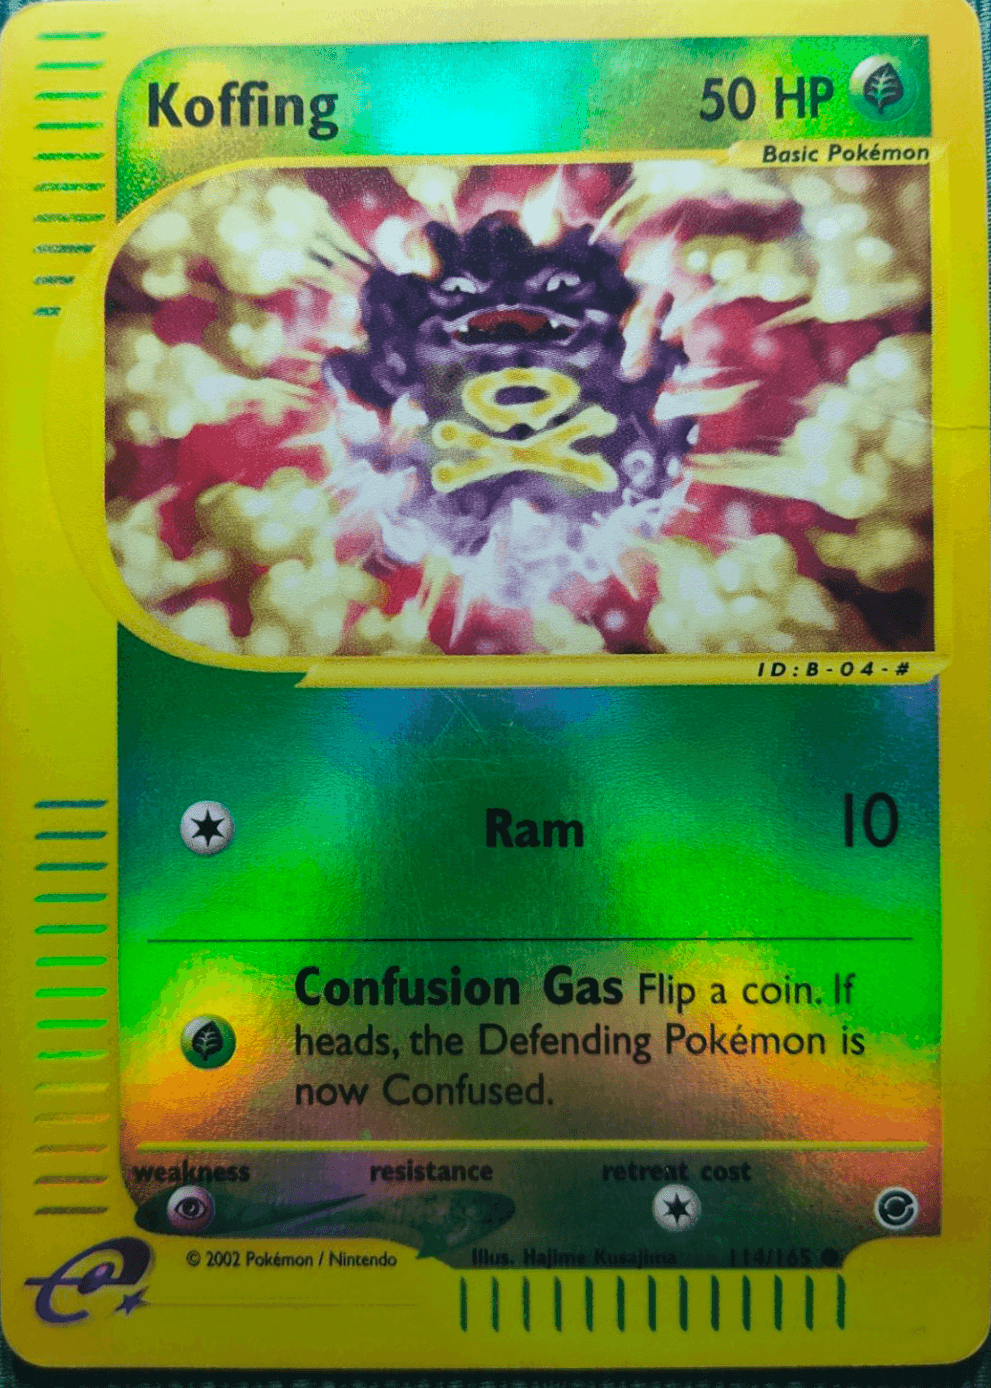 Koffing 50 HP
Basic Pokémon
ID:B-04-#
Ram 10
Confusion Gas Flip a coin. If
heads, the Defending Pokémon is
now Confused.
weakness resistance retreat cost
© 2002 Pokémon / Nintendo Illus. Hajime Kusajima 114/165